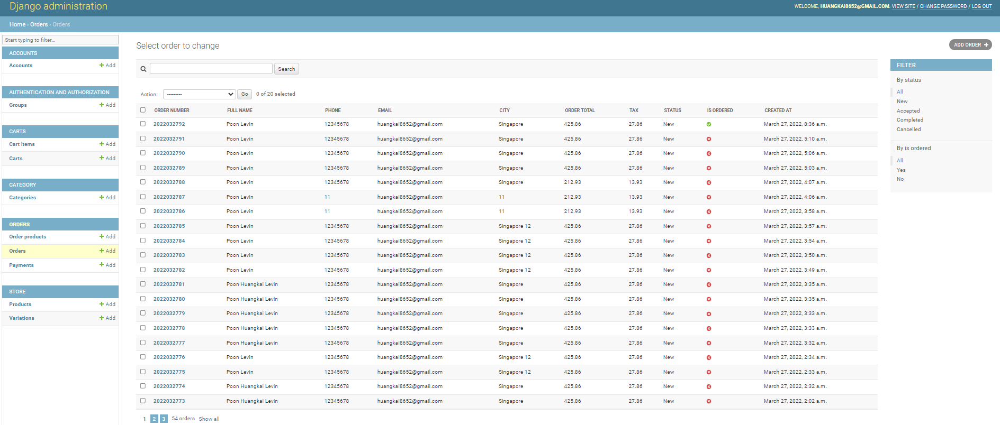 Django administration
WELCOME, HUANGKAI8652@GMAIL.COM. VIEW SITE / CHANGE PASSWORD / LOG OUT
Home › Orders › Orders
Start typing to filter...
ACCOUNTS
Accounts Add
AUTHENTICATION AND AUTHORIZATION
Groups Add
CARTS
Cart items Add
Carts Add
CATEGORY
Categories Add
ORDERS
Order products Add
Orders Add
Payments Add
STORE
Products Add
Variations Add
Select order to change
ADD ORDER +
Search
Action: --------- Go 0 of 20 selected
ORDER NUMBER FULL NAME PHONE EMAIL CITY ORDER TOTAL TAX STATUS IS ORDERED CREATED AT
2022032792 Poon Levin 12345678 huangkai8652@gmail.com Singapore 425.86 27.86 New March 27, 2022, 8:36 a.m.
2022032791 Poon Levin 12345678 huangkai8652@gmail.com Singapore 425.86 27.86 New March 27, 2022, 5:10 a.m.
2022032790 Poon Levin 12345678 huangkai8652@gmail.com Singapore 425.86 27.86 New March 27, 2022, 5:06 a.m.
2022032789 Poon Levin 12345678 huangkai8652@gmail.com Singapore 425.86 27.86 New March 27, 2022, 5:03 a.m.
2022032788 Poon Levin 12345678 huangkai8652@gmail.com Singapore 212.93 13.93 New March 27, 2022, 4:07 a.m.
2022032787 Poon Levin 11 huangkai8652@gmail.com 11 212.93 13.93 New March 27, 2022, 4:06 a.m.
2022032786 Poon Levin 11 huangkai8652@gmail.com 11 212.93 13.93 New March 27, 2022, 3:58 a.m.
2022032785 Poon Levin 12345678 huangkai8652@gmail.com Singapore 12 425.86 27.86 New March 27, 2022, 3:57 a.m.
2022032784 Poon Levin 12345678 huangkai8652@gmail.com Singapore 12 425.86 27.86 New March 27, 2022, 3:54 a.m.
2022032783 Poon Levin 12345678 huangkai8652@gmail.com Singapore 12 425.86 27.86 New March 27, 2022, 3:50 a.m.
2022032782 Poon Levin 12345678 huangkai8652@gmail.com Singapore 12 425.86 27.86 New March 27, 2022, 3:49 a.m.
2022032781 Poon Huangkai Levin 12345678 huangkai8652@gmail.com Singapore 425.86 27.86 New March 27, 2022, 3:35 a.m.
2022032780 Poon Huangkai Levin 12345678 huangkai8652@gmail.com Singapore 425.86 27.86 New March 27, 2022, 3:35 a.m.
2022032779 Poon Huangkai Levin 12345678 huangkai8652@gmail.com Singapore 425.86 27.86 New March 27, 2022, 3:33 a.m.
2022032778 Poon Huangkai Levin 12345678 huangkai8652@gmail.com Singapore 425.86 27.86 New March 27, 2022, 3:33 a.m.
2022032777 Poon Huangkai Levin 12345678 huangkai8652@gmail.com Singapore 425.86 27.86 New March 27, 2022, 3:32 a.m.
2022032776 Poon Levin 12345678 huangkai8652@gmail.com Singapore 12 425.86 27.86 New March 27, 2022, 2:34 a.m.
2022032775 Poon Levin 12345678 huangkai8652@gmail.com Singapore 12 425.86 27.86 New March 27, 2022, 2:33 a.m.
2022032774 Poon Huangkai Levin 12345678 huangkai8652@gmail.com Singapore 425.86 27.86 New March 27, 2022, 2:32 a.m.
2022032773 Poon Huangkai Levin 12345678 huangkai8652@gmail.com Singapore 425.86 27.86 New March 27, 2022, 2:02 a.m.
1 2 3 54 orders Show all
FILTER
By status
All
New
Accepted
Completed
Cancelled
By is ordered
All
Yes
No